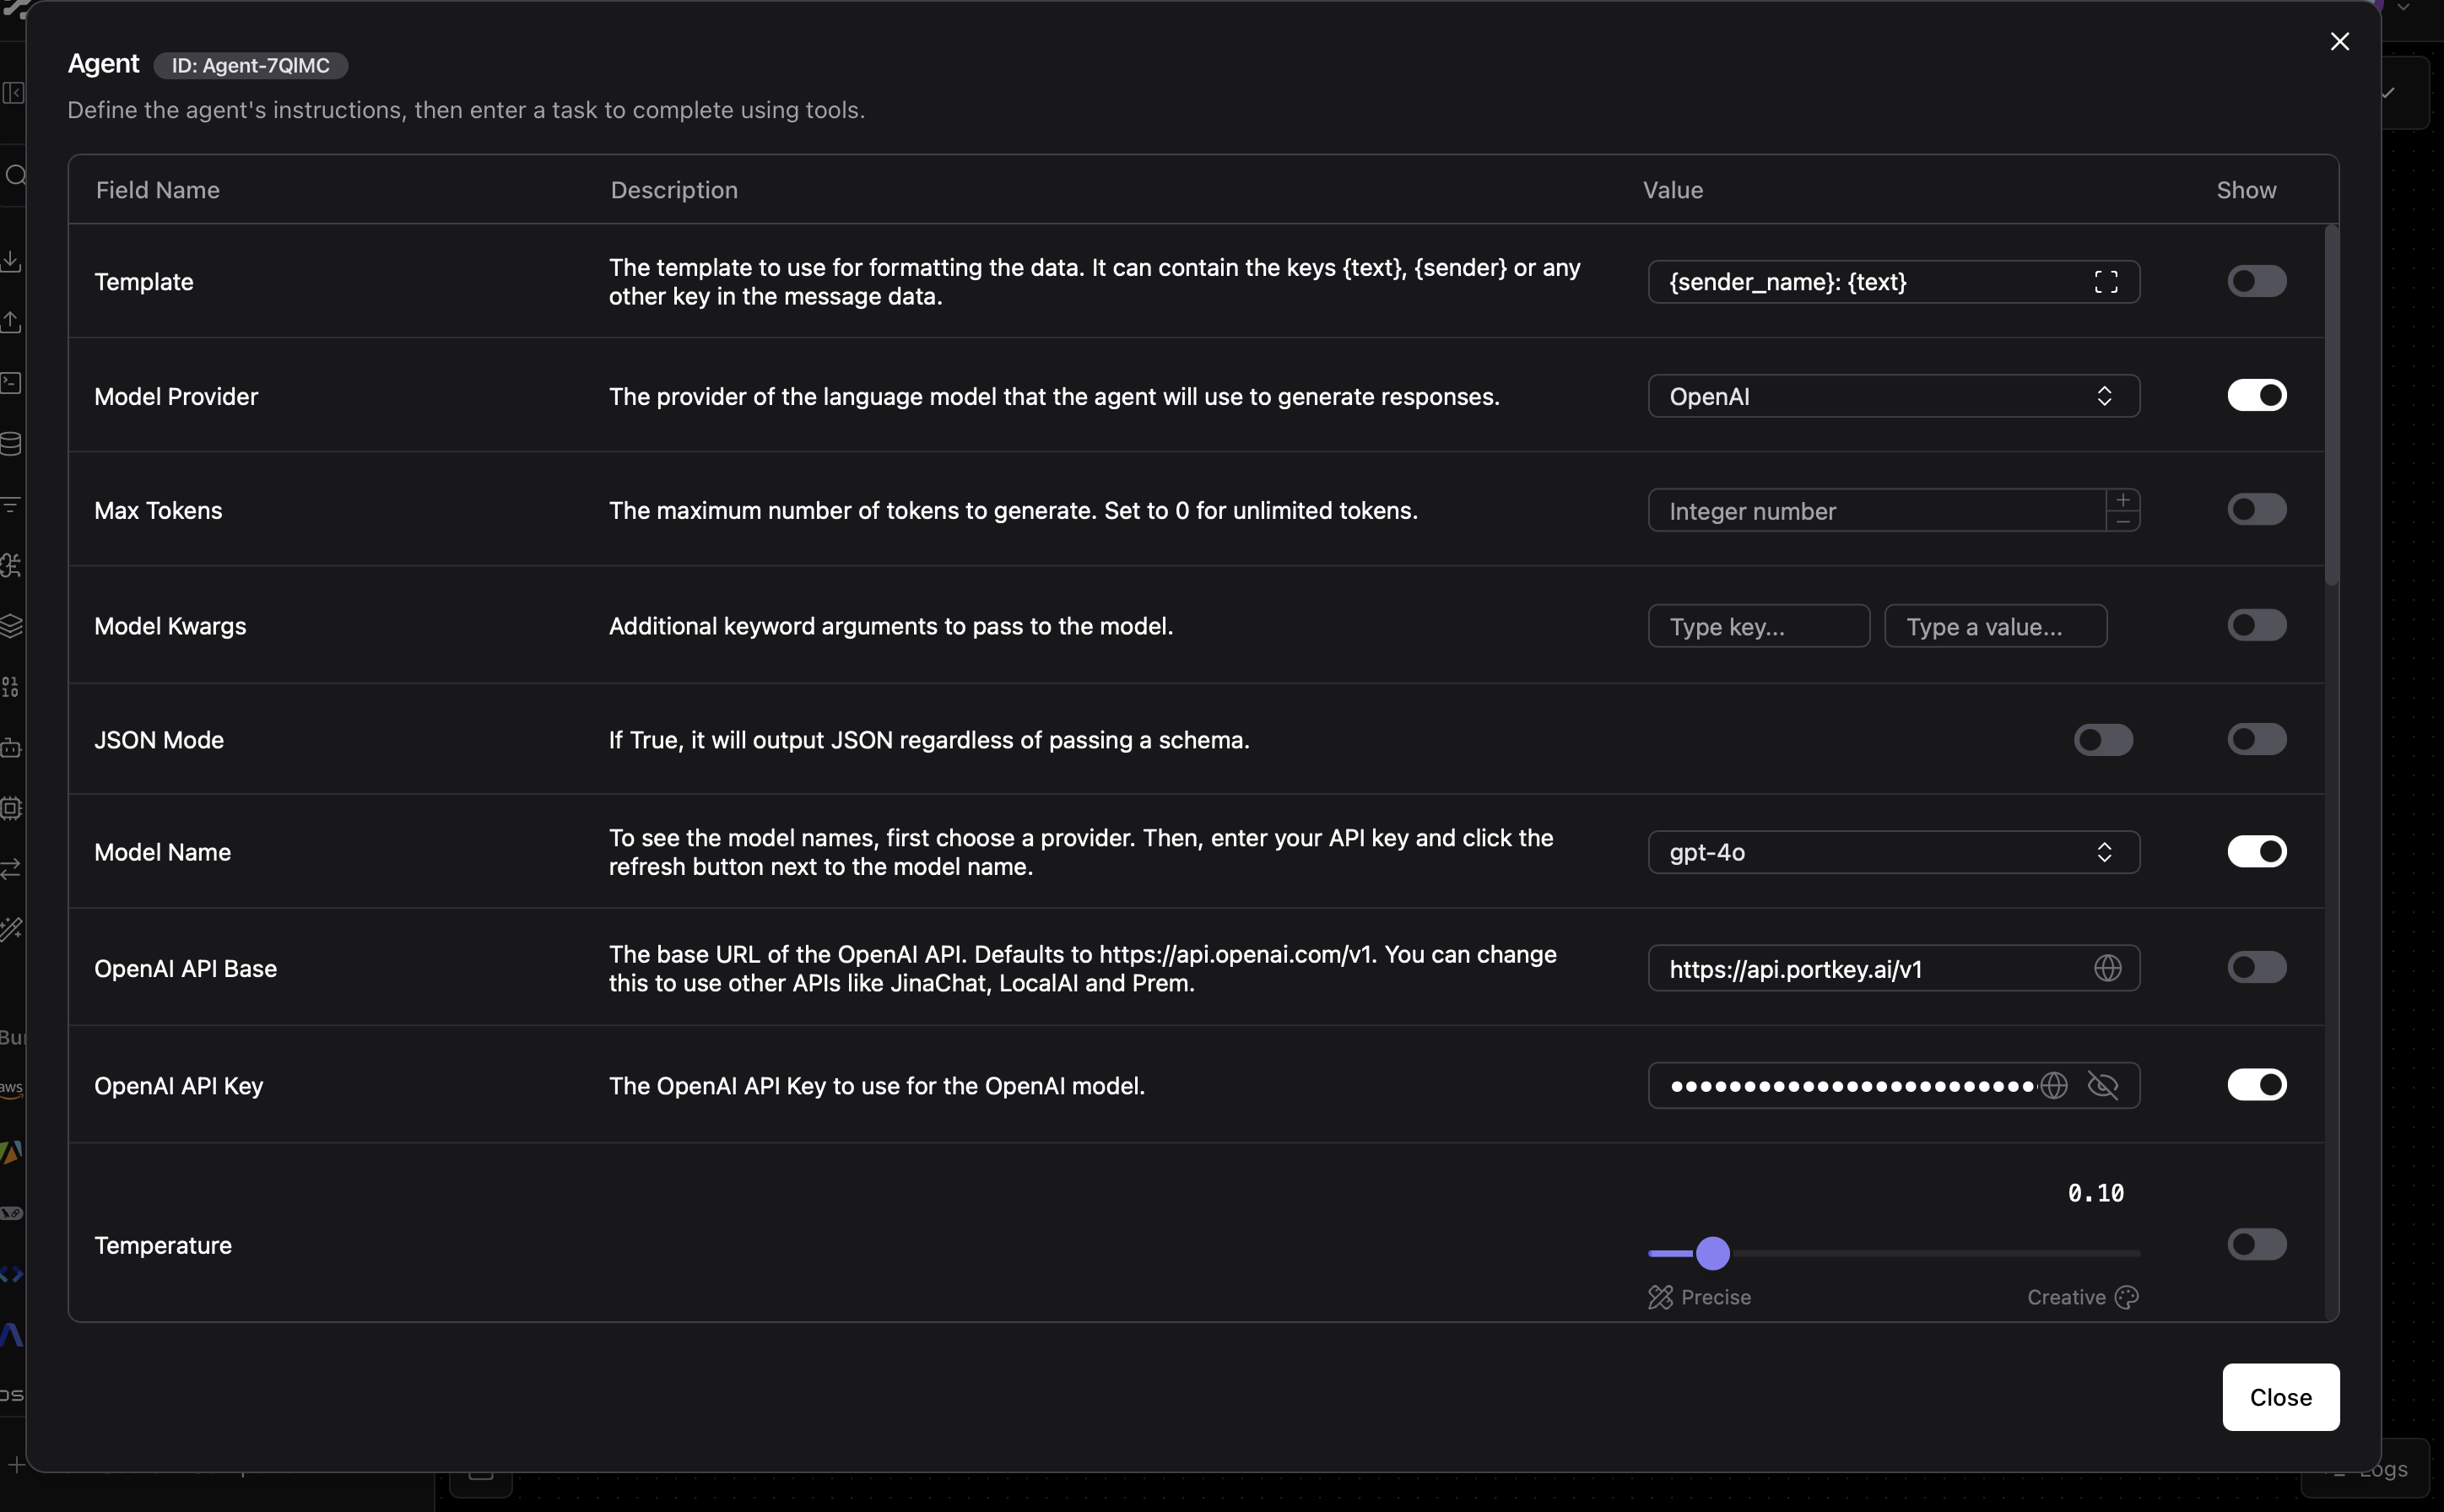 Agent ID: Agent-7QlMC
Define the agent's instructions, then enter a task to complete using tools.
Field Name Description Value Show
Template
The template to use for formatting the data. It can contain the keys {text}, {sender} or any
other key in the message data.
{sender_name}: {text}
Model Provider
The provider of the language model that the agent will use to generate responses.
OpenAI
Max Tokens
The maximum number of tokens to generate. Set to 0 for unlimited tokens.
Integer number
Model Kwargs
Additional keyword arguments to pass to the model.
Type key...
Type a value...
JSON Mode
If True, it will output JSON regardless of passing a schema.
Model Name
To see the model names, first choose a provider. Then, enter your API key and click the
refresh button next to the model name.
gpt-4o
OpenAI API Base
The base URL of the OpenAI API. Defaults to https://api.openai.com/v1. You can change
this to use other APIs like JinaChat, LocalAI and Prem.
https://api.portkey.ai/v1
OpenAI API Key
The OpenAI API Key to use for the OpenAI model.
Temperature
0.10
Precise
Creative
Close
Bu
aws
Logs